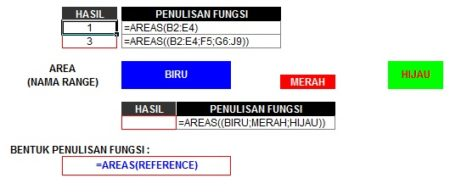 HASIL PENULISAN FUNGSI
1 =AREAS(B2:E4)
3 =AREAS((B2:E4;F5;G6:J9))
AREA
(NAMA RANGE)
BIRU
MERAH
HIJAU
HASIL PENULISAN FUNGSI
=AREAS((BIRU;MERAH;HIJAU))
BENTUK PENULISAN FUNGSI :
=AREAS(REFERENCE)